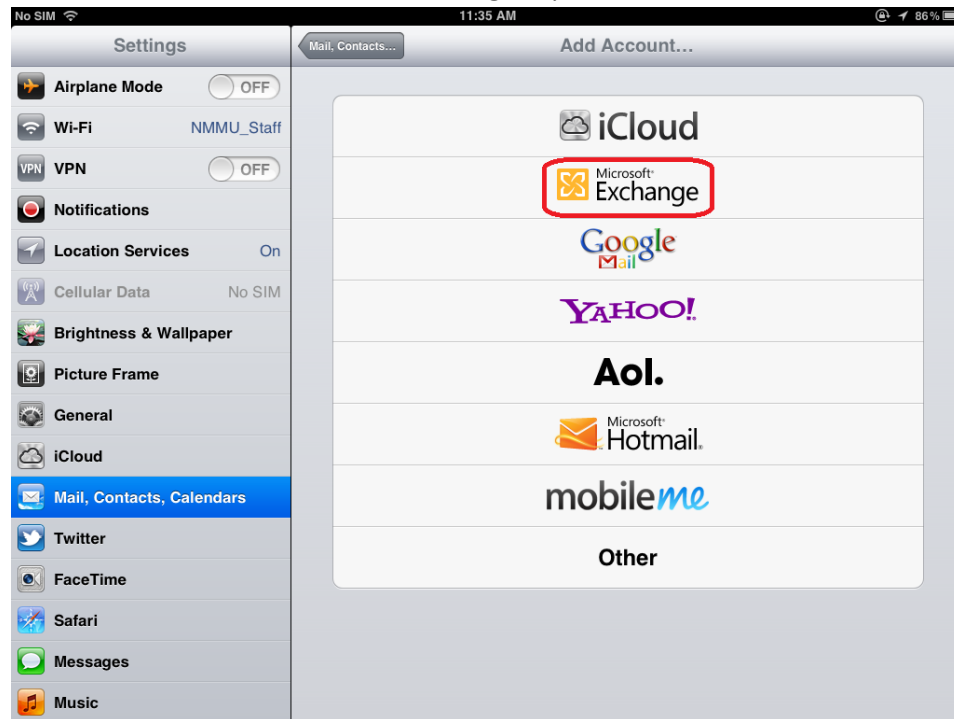 No SIM 11:35 AM 86%
Settings
Mail, Contacts...
Add Account...
Airplane Mode OFF
Wi-Fi NMMU_Staff
VPN VPN OFF
Notifications
Location Services On
Cellular Data No SIM
Brightness & Wallpaper
Picture Frame
General
iCloud
Mail, Contacts, Calendars
Twitter
FaceTime
Safari
Messages
Music
iCloud
Microsoft
Exchange
Google
Mail
YAHOO!
Aol.
Microsoft
Hotmail
mobileme
Other